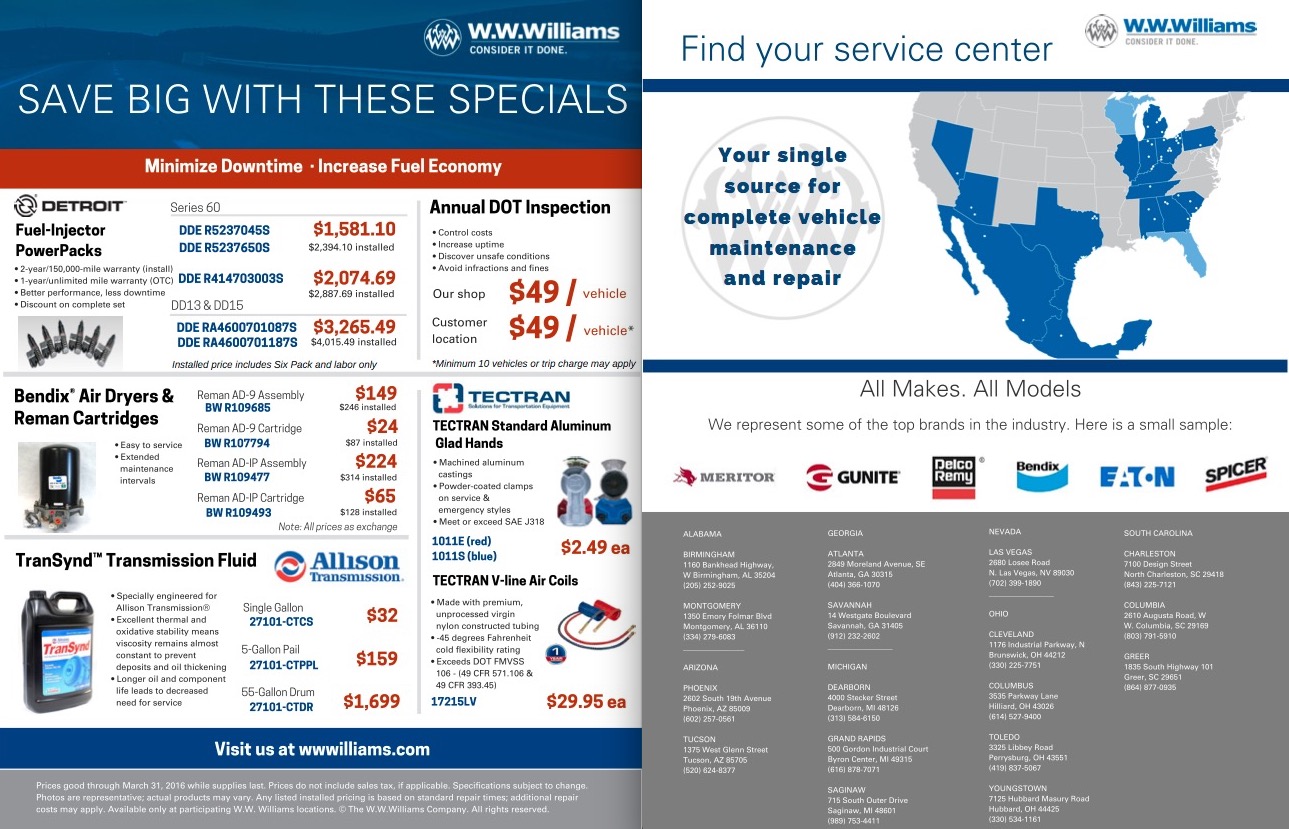 W.W.Williams
CONSIDER IT DONE.
SAVE BIG WITH THESE SPECIALS
Minimize Downtime · Increase Fuel Economy
DETROIT
Fuel-Injector
PowerPacks
• 2-year/150,000-mile warranty (install)
• 1-year/unlimited mile warranty (OTC)
• Better performance, less downtime
• Discount on complete set
Series 60
DDE R5237045S $1,581.10
DDE R5237650S $2,394.10 installed
DDE R414703003S $2,074.69
$2,887.69 installed
DD13 & DD15
DDE RA4600701087S $3,265.49
DDE RA4600701187S $4,015.49 installed
Installed price includes Six Pack and labor only
Annual DOT Inspection
• Control costs
• Increase uptime
• Discover unsafe conditions
• Avoid infractions and fines
Our shop $49 / vehicle
Customer
location $49 / vehicle*
*Minimum 10 vehicles or trip charge may apply
Bendix® Air Dryers &
Reman Cartridges
• Easy to service
• Extended
maintenance
intervals
Reman AD-9 Assembly $149
BW R109685 $246 installed
Reman AD-9 Cartridge $24
BW R107794 $87 installed
Reman AD-IP Assembly $224
BW R109477 $314 installed
Reman AD-IP Cartridge $65
BW R109493 $128 installed
Note: All prices as exchange
TECTRAN
Solutions for Transportation Equipment
TECTRAN Standard Aluminum
Glad Hands
• Machined aluminum
castings
• Powder-coated clamps
on service &
emergency styles
• Meet or exceed SAE J318
1011E (red)
1011S (blue) $2.49 ea
TECTRAN V-line Air Coils
• Made with premium,
unprocessed virgin
nylon constructed tubing
• -45 degrees Fahrenheit
cold flexibility rating
• Exceeds DOT FMVSS
106 - (49 CFR 571.106 &
49 CFR 393.45)
1
YEAR
17215LV $29.95 ea
TranSynd™ Transmission Fluid
Allison
Transmission
TranSynd
• Specially engineered for
Allison Transmission®
• Excellent thermal and
oxidative stability means
viscosity remains almost
constant to prevent
deposits and oil thickening
• Longer oil and component
life leads to decreased
need for service
Single Gallon
27101-CTCS $32
5-Gallon Pail
27101-CTPPL $159
55-Gallon Drum
27101-CTDR $1,699
Visit us at wwwilliams.com
Prices good through March 31, 2016 while supplies last. Prices do not include sales tax, if applicable. Specifications subject to change.
Photos are representative; actual products may vary. Any listed installed pricing is based on standard repair times; additional repair
costs may apply. Available only at participating W.W. Williams locations. © The W.W.Williams Company. All rights reserved.
Find your service center
W.W.Williams
CONSIDER IT DONE.
Your single
source for
complete vehicle
maintenance
and repair
All Makes. All Models
We represent some of the top brands in the industry. Here is a small sample:
MERITOR
GUNITE
Delco
Remy
Bendix
EATON
SPICER
ALABAMA
BIRMINGHAM
1160 Bankhead Highway,
W Birmingham, AL 35204
(205) 252-9025
MONTGOMERY
1350 Emory Folmar Blvd
Montgomery, AL 36110
(334) 279-6083
ARIZONA
PHOENIX
2602 South 19th Avenue
Phoenix, AZ 85009
(602) 257-0561
TUCSON
1375 West Glenn Street
Tucson, AZ 85705
(520) 624-8377
GEORGIA
ATLANTA
2849 Moreland Avenue, SE
Atlanta, GA 30315
(404) 366-1070
SAVANNAH
14 Westgate Boulevard
Savannah, GA 31405
(912) 232-2602
MICHIGAN
DEARBORN
4000 Stecker Street
Dearborn, MI 48126
(313) 584-6150
GRAND RAPIDS
500 Gordon Industrial Court
Byron Center, MI 49315
(616) 878-7071
SAGINAW
715 South Outer Drive
Saginaw, MI 48601
(989) 753-4411
NEVADA
LAS VEGAS
2680 Losee Road
N. Las Vegas, NV 89030
(702) 399-1890
OHIO
CLEVELAND
1176 Industrial Parkway, N
Brunswick, OH 44212
(330) 225-7751
COLUMBUS
3535 Parkway Lane
Hilliard, OH 43026
(614) 527-9400
TOLEDO
3325 Libbey Road
Perrysburg, OH 43551
(419) 837-5067
YOUNGSTOWN
7125 Hubbard Masury Road
Hubbard, OH 44425
(330) 534-1161
SOUTH CAROLINA
CHARLESTON
7100 Design Street
North Charleston, SC 29418
(843) 225-7121
COLUMBIA
2610 Augusta Road, W
W. Columbia, SC 29169
(803) 791-5910
GREER
1835 South Highway 101
Greer, SC 29651
(864) 877-0935